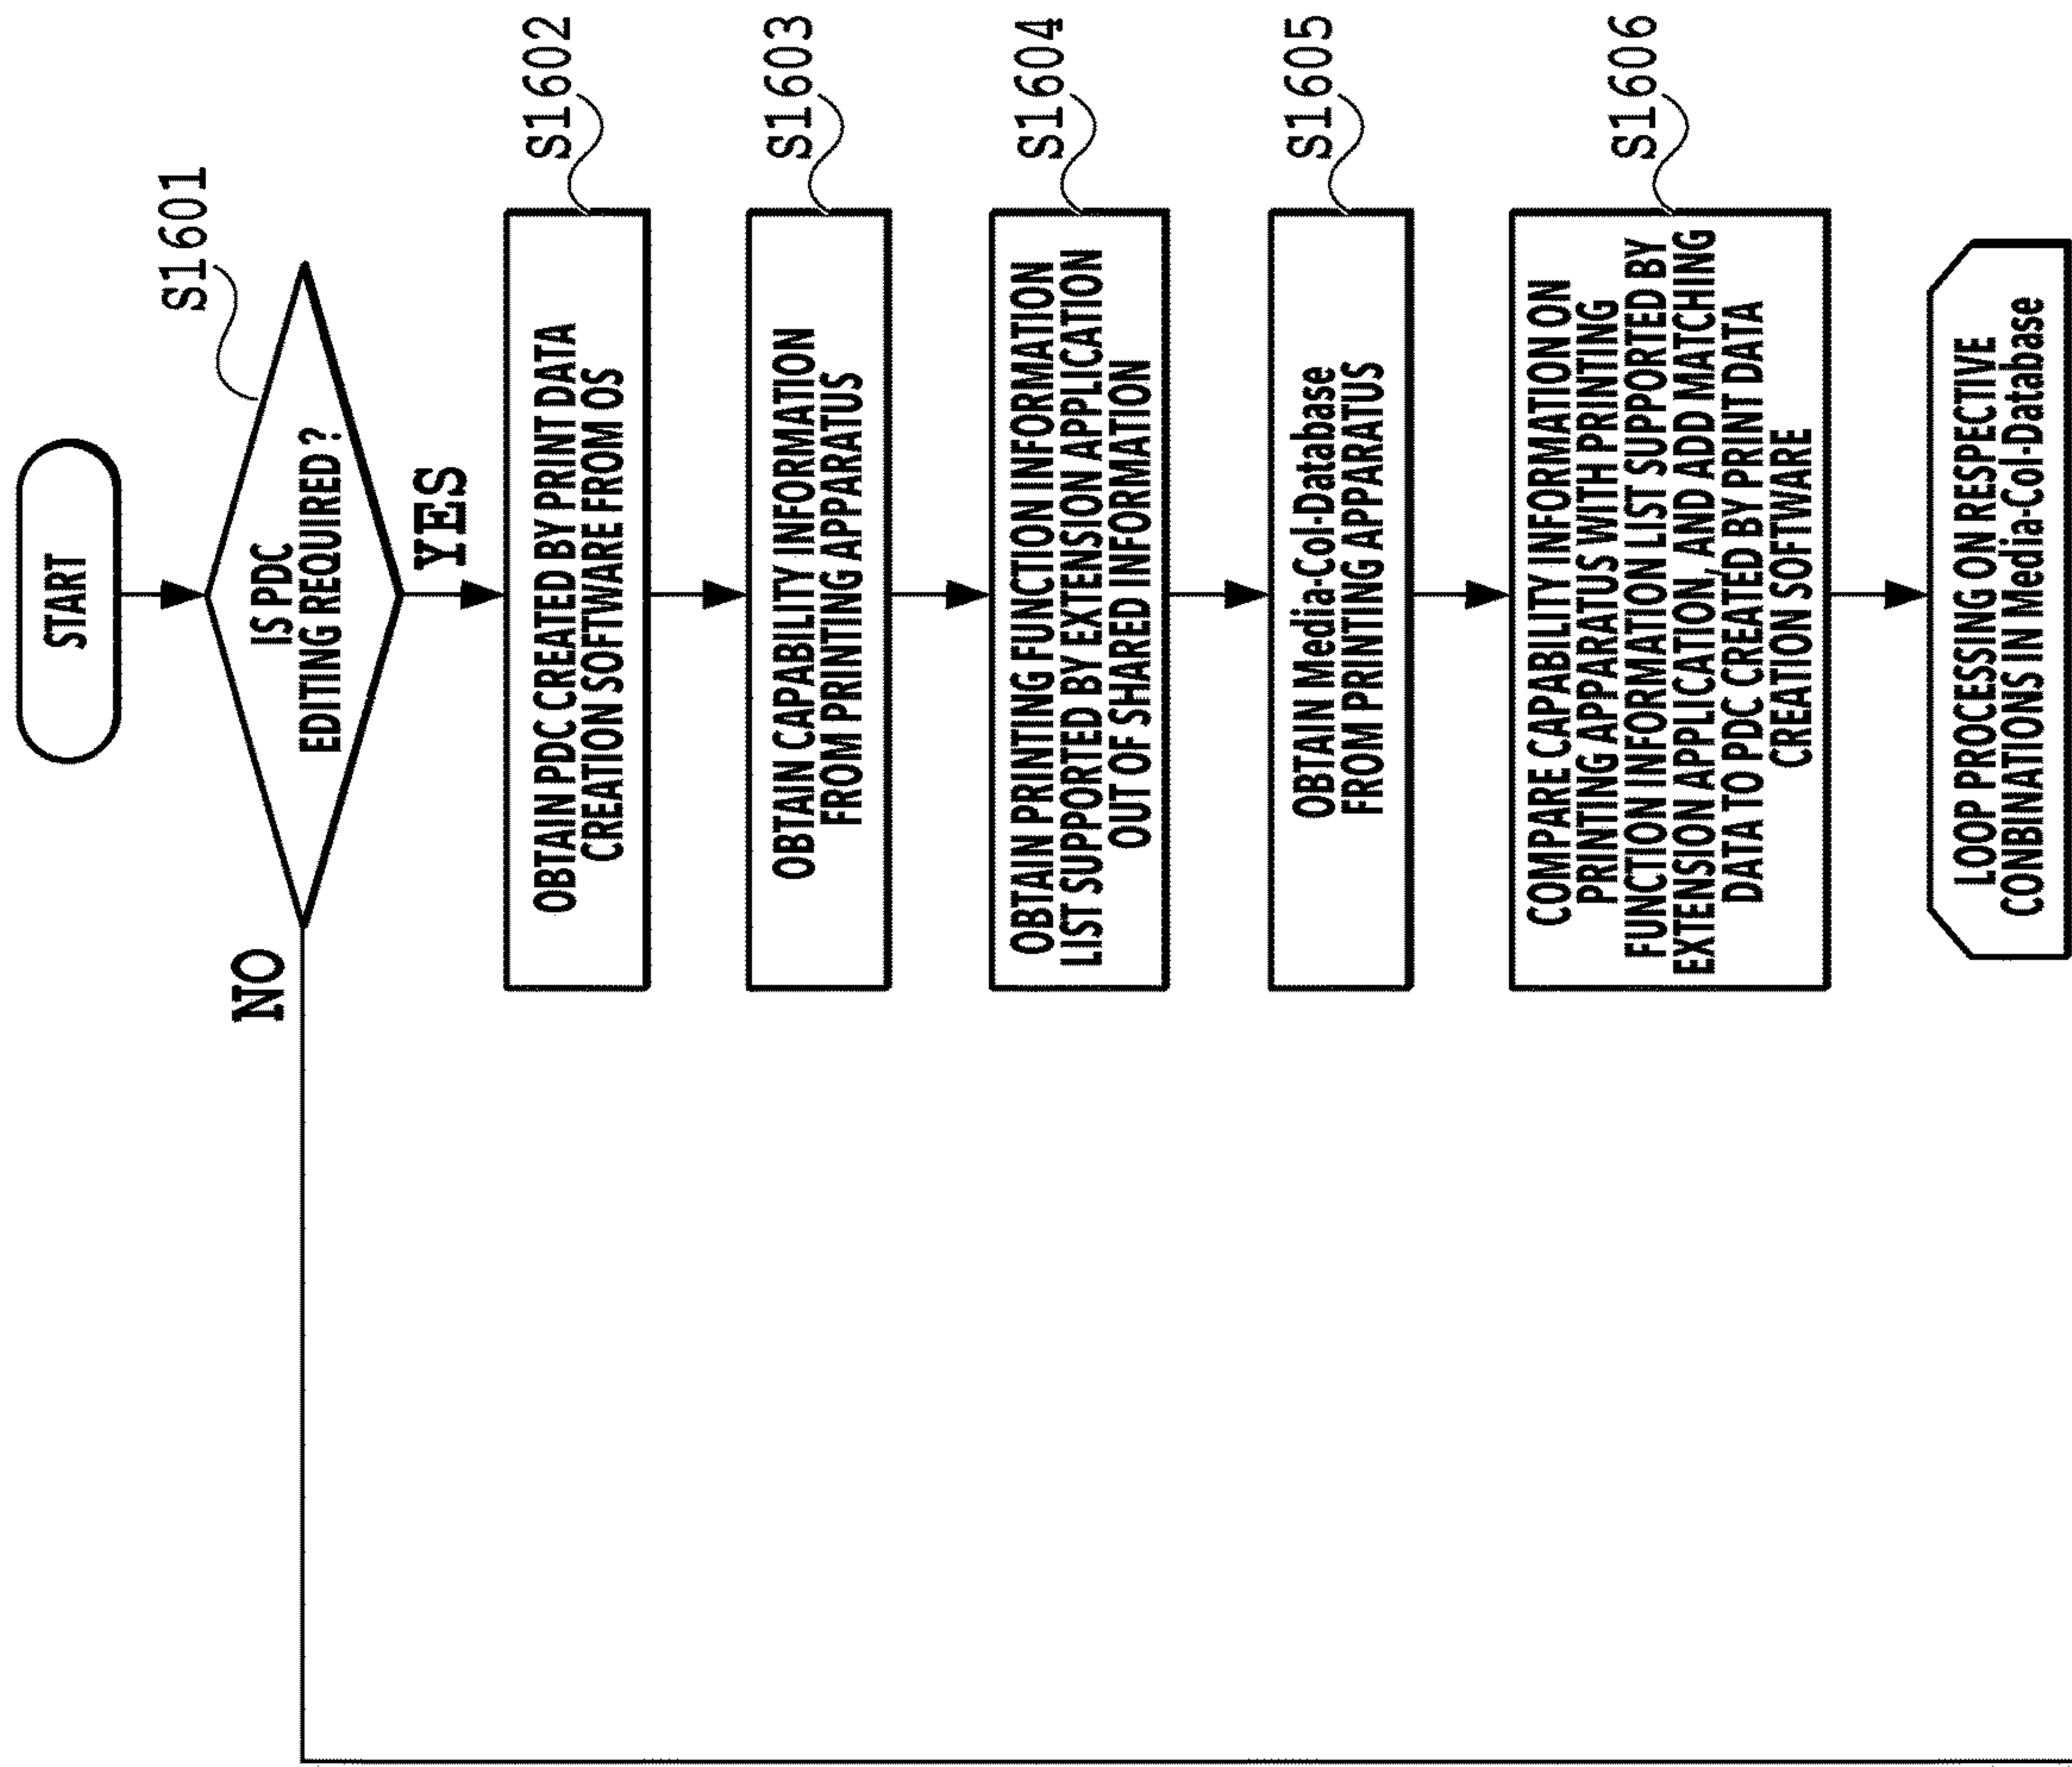 START
S1601
IS PDC
EDITING REQUIRED ?
NO
YES
S1602
OBTAIN PDC CREATED BY PRINT DATA
CREATION SOFTWARE FROM OS
S1603
OBTAIN CAPABILITY INFORMATION
FROM PRINTING APPARATUS
S1604
OBTAIN PRINTING FUNCTION INFORMATION
LIST SUPPORTED BY EXTENSION APPLICATION
OUT OF SHARED INFORMATION
S1605
OBTAIN Media-Col-Database
FROM PRINTING APPARATUS
S1606
COMPARE CAPABILITY INFORMATION ON
PRINTING APPARATUS WITH PRINTING
FUNCTION INFORMATION LIST SUPPORTED BY
EXTENSION APPLICATION, AND ADD MATCHING
DATA TO PDC CREATED BY PRINT DATA
CREATION SOFTWARE
LOOP PROCESSING ON RESPECTIVE
CONBINATIONS IN Media-Col-Database